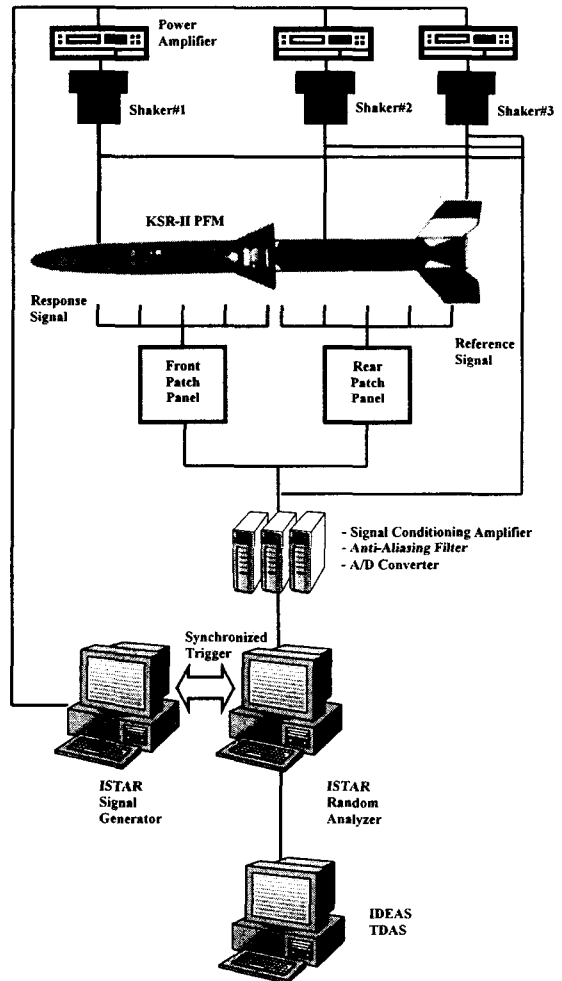 Power
Amplifier
Shaker#1
Shaker#2
Shaker#3
KSR-II PFM
Response
Signal
Reference
Signal
Front
Patch
Panel
Rear
Patch
Panel
- Signal Conditioning Amplifier
- Anti-Aliasing Filter
- A/D Converter
Synchronized
Trigger
ISTAR
Signal
Generator
ISTAR
Random
Analyzer
IDEAS
TDAS